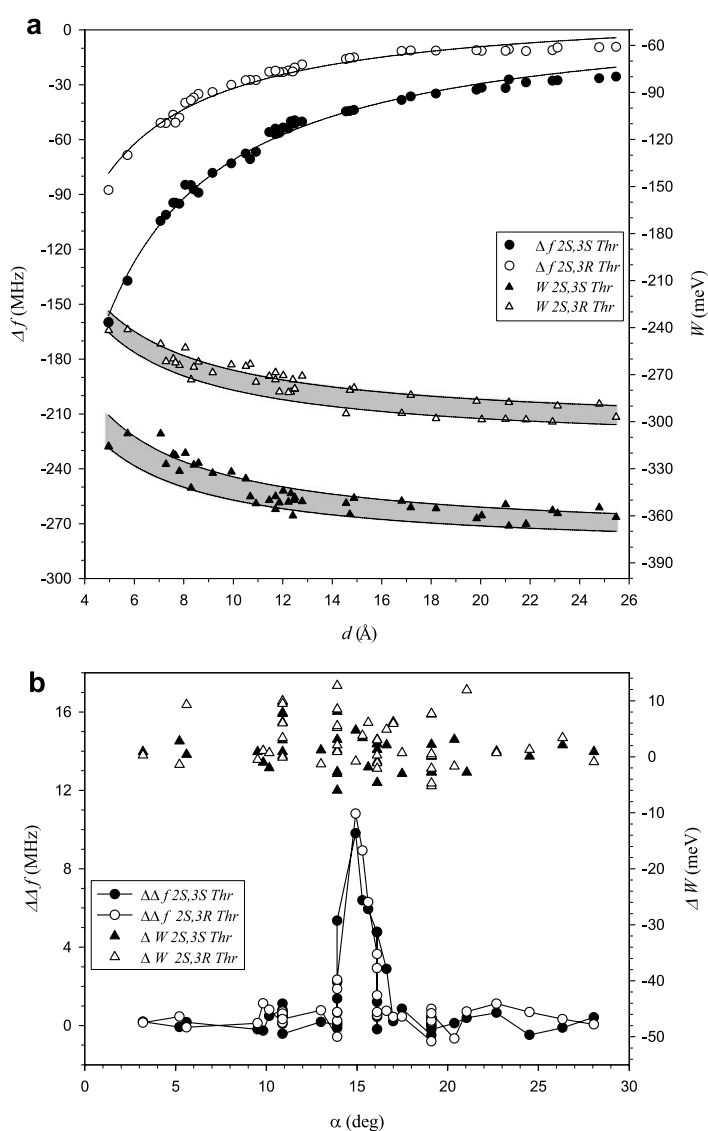 a
0
-30
-60
-90
-120
-150
-180
-210
-240
-270
-300
Δf (MHz)
-60
-90
-120
-150
-180
-210
-240
-270
-300
-330
-360
-390
W (meV)
Δ f 2S,3S Thr
Δ f 2S,3R Thr
W 2S,3S Thr
W 2S,3R Thr
4 6 8 10 12 14 16 18 20 22 24 26
d (Å)
b
16
12
8
4
0
ΔΔf (MHz)
10
0
-10
-20
-30
-40
-50
ΔW (meV)
ΔΔ f 2S,3S Thr
ΔΔ f 2S,3R Thr
Δ W 2S,3S Thr
Δ W 2S,3R Thr
0 5 10 15 20 25 30
α (deg)